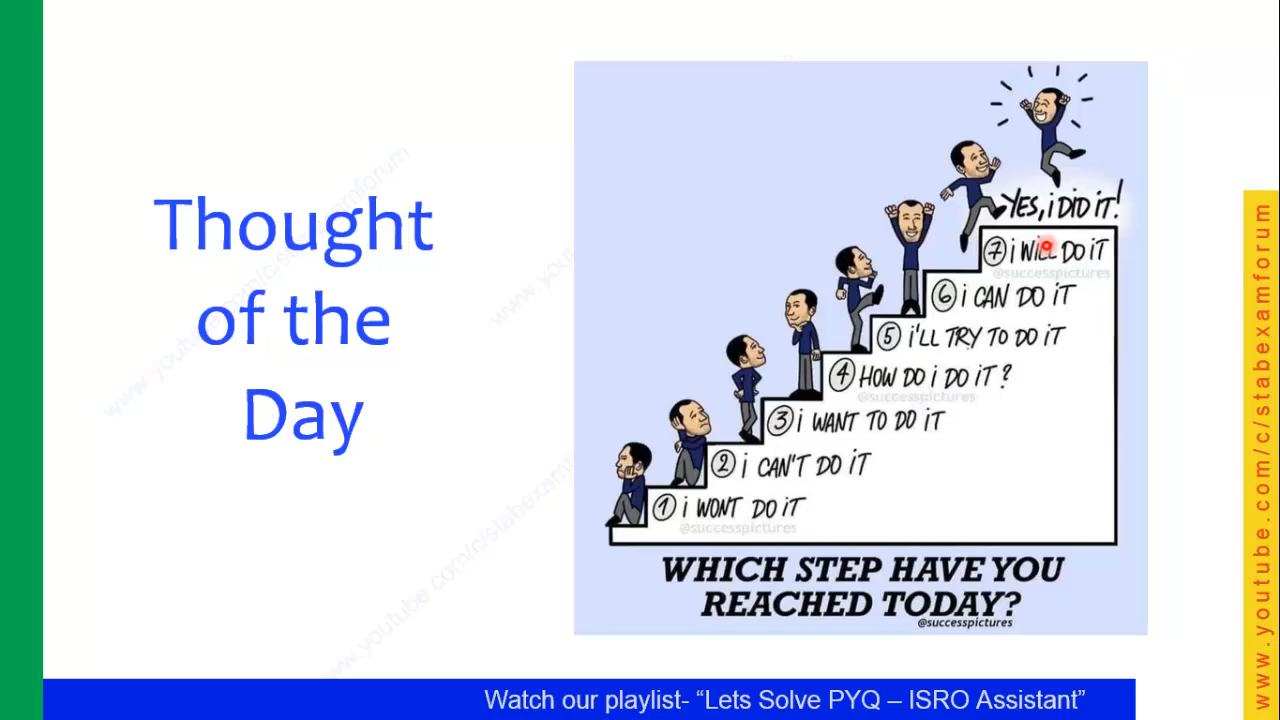 Thought
of the
Day
YES, i DiD iT!
7 i WiLL DO iT
@successpictures
6 i CAN DO iT
5 i'LL TRY TO DO iT
4 HOW DO i DO iT?
@successpictures
3 i WANT TO DO iT
2 i CAN'T DO iT
1 i WONT DO iT
@successpictures
WHICH STEP HAVE YOU
REACHED TODAY?
@successpictures
Watch our playlist- “Lets Solve PYQ – ISRO Assistant”
www.youtube.com/c/stabexamforum